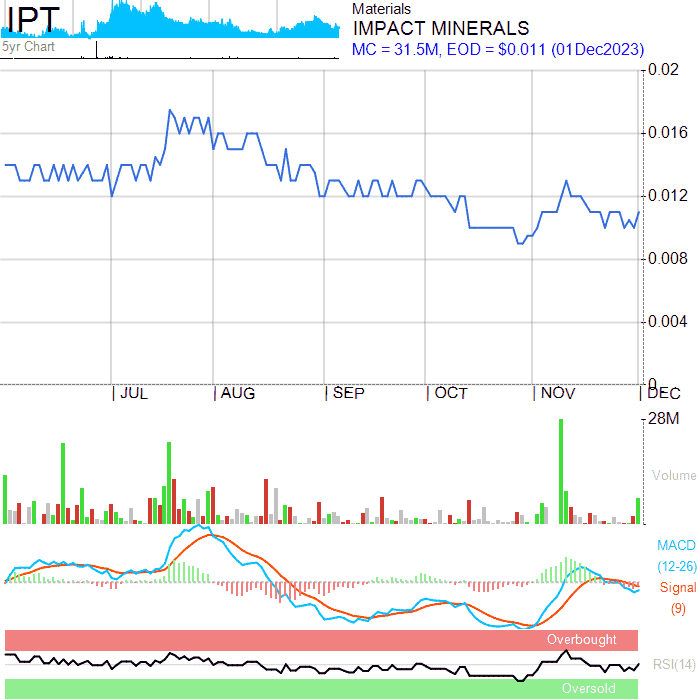 IPT
5yr Chart
Materials
IMPACT MINERALS
MC = 31.5M, EOD = $0.011 (01Dec2023)
0.02
0.016
0.012
0.008
0.004
0
JUL AUG SEP OCT NOV DEC
28M
Volume
MACD
(12-26)
Signal
(9)
Overbought
RSI(14)
Oversold